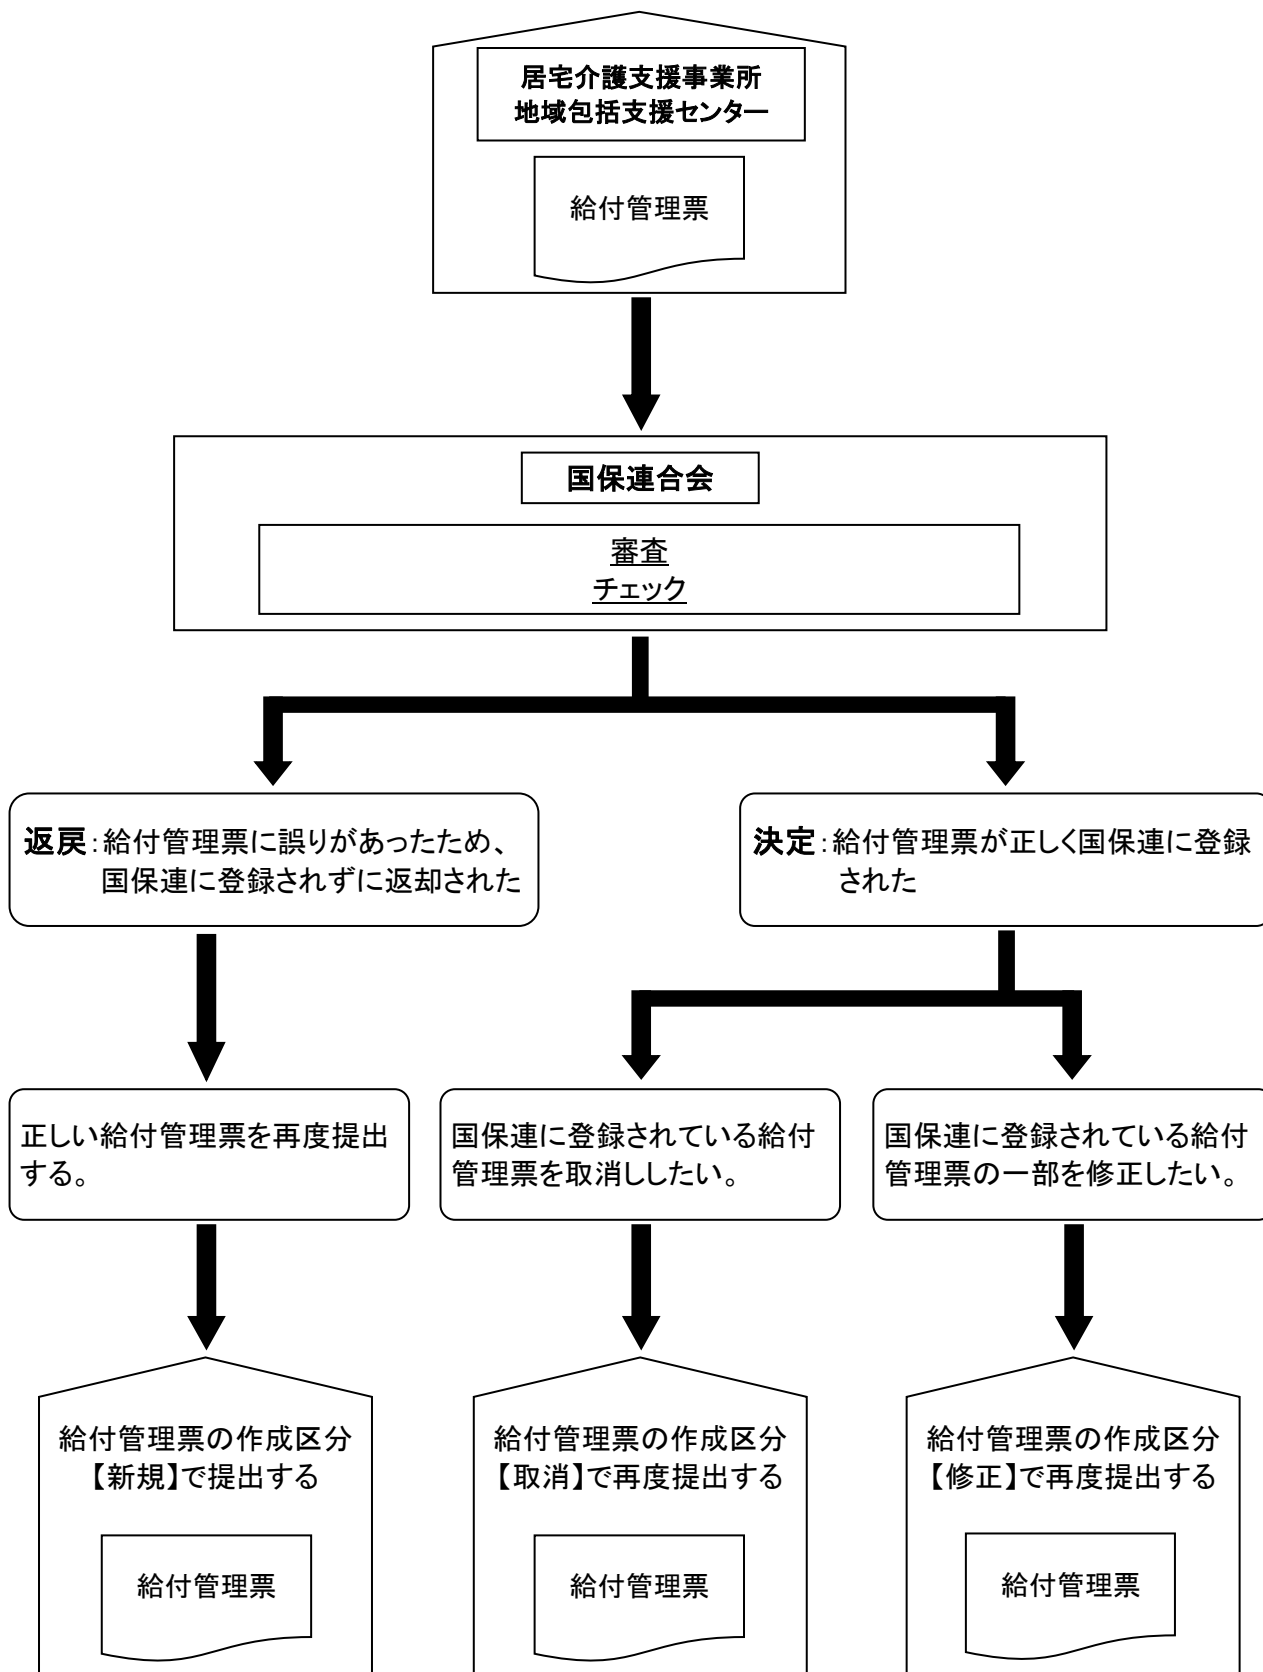 居宅介護支援事業所
地域包括支援センター
給付管理票
国保連合会
審査
チェック
返戻：給付管理票に誤りがあったため、
国保連に登録されずに返却された
決定：給付管理票が正しく国保連に登録
された
正しい給付管理票を再度提出
する。
国保連に登録されている給付
管理票を取消ししたい。
国保連に登録されている給付
管理票の一部を修正したい。
給付管理票の作成区分
【新規】で提出する
給付管理票
給付管理票の作成区分
【取消】で再度提出する
給付管理票
給付管理票の作成区分
【修正】で再度提出する
給付管理票